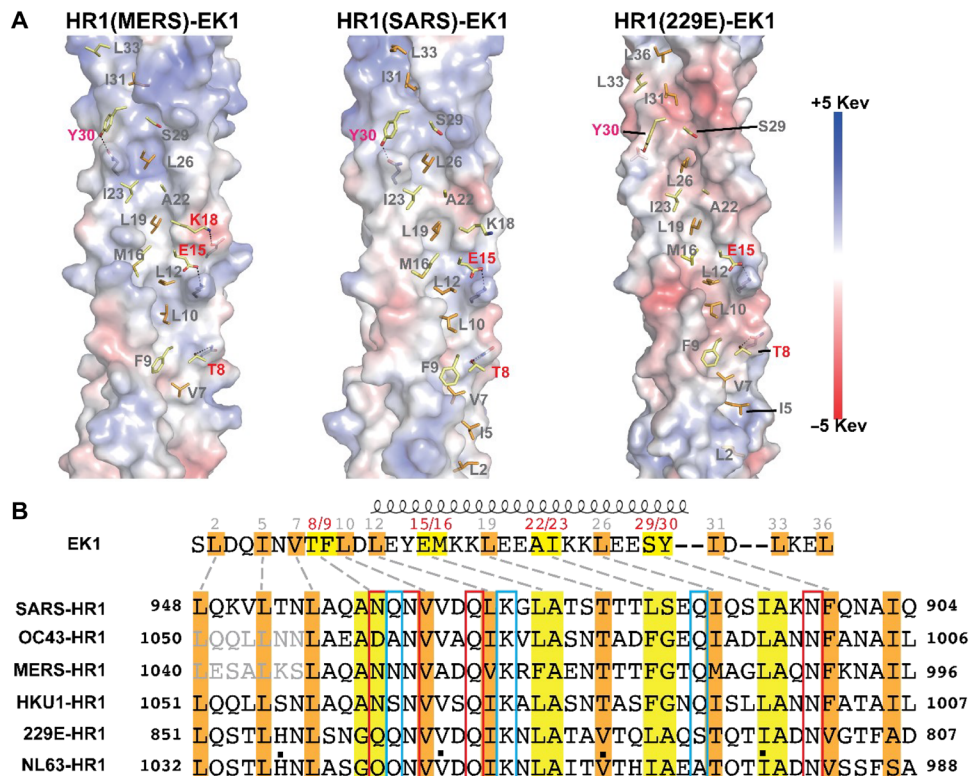 A
HR1(MERS)-EK1
HR1(SARS)-EK1
HR1(229E)-EK1
L33
I31
Y30
S29
L26
I23
A22
L19
K18
M16
E15
L12
L10
F9
T8
V7
L33
I31
Y30
S29
L26
I23
A22
L19
K18
M16
E15
L12
L10
F9
T8
V7
I5
L2
L36
L33
I31
Y30
S29
L26
I23
A22
L19
M16
E15
L12
L10
F9
T8
V7
I5
L2
+5 Kev
−5 Kev
B
2 5 7 8/9 10 12 15/16 19 22/23 26 29/30 31 33 36
EK1 SLDQINVTFLDLEYEMKKLEEAIKKLEESY--ID--LKEL
SARS-HR1 948 LQKVLTNLAQANQNVVDQLKGLATSTTTLSEQIQSIAKNFQNAIQ 904
OC43-HR1 1050 LQQLLNNLAEADANVVAQIKVLASNTADFGEQIADLANNFANAIL 1006
MERS-HR1 1040 LESALKSLAQANNNVADQVKRFAENTTTFGTQMAGLAQNFKNAIL 996
HKU1-HR1 1051 LQQLLSNLAQANSNVVAQIKNLASNTASFGNQISLLANNFATAIL 1007
229E-HR1 851 LQSTLHNLSNGQQNVVDQIKNLATAVTQLAQSTQTIADNVGTFAD 807
NL63-HR1 1032 LQSTLHNLASGQQNVVDQIKNLAITVTHIAEATQTIADNVSSFSA 988